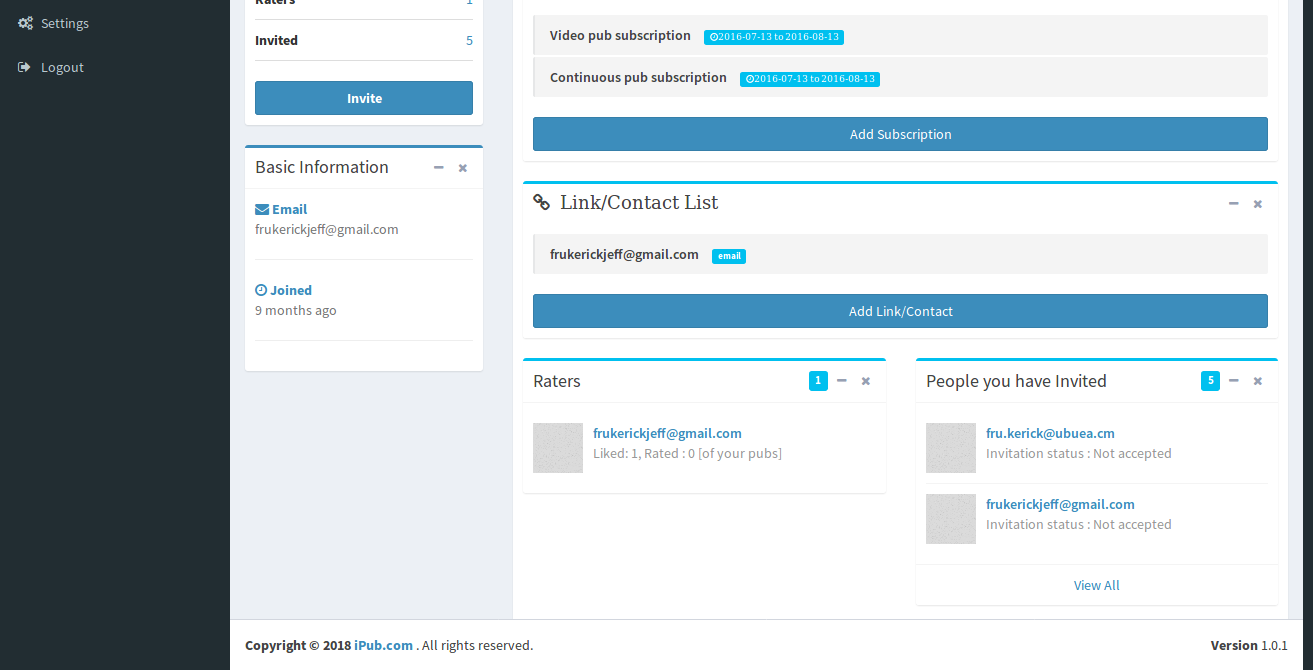 Settings
Logout
Raters 1
Invited 5
Invite
Basic Information
Email
frukerickjeff@gmail.com
Joined
9 months ago
Video pub subscription 2016-07-13 to 2016-08-13
Continuous pub subscription 2016-07-13 to 2016-08-13
Add Subscription
Link/Contact List
frukerickjeff@gmail.com email
Add Link/Contact
Raters 1
frukerickjeff@gmail.com
Liked: 1, Rated : 0 [of your pubs]
People you have Invited 5
fru.kerick@ubuea.cm
Invitation status : Not accepted
frukerickjeff@gmail.com
Invitation status : Not accepted
View All
Copyright © 2018 iPub.com . All rights reserved.
Version 1.0.1